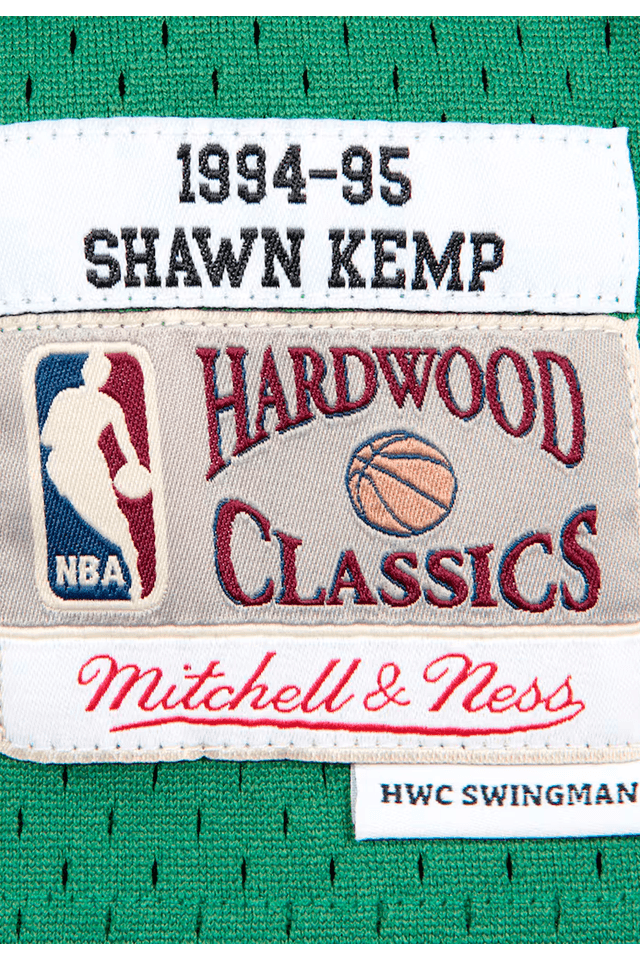 1994-95
SHAWN KEMP
HARDWOOD
CLASSICS
NBA
Mitchell & Ness
HWC SWINGMAN